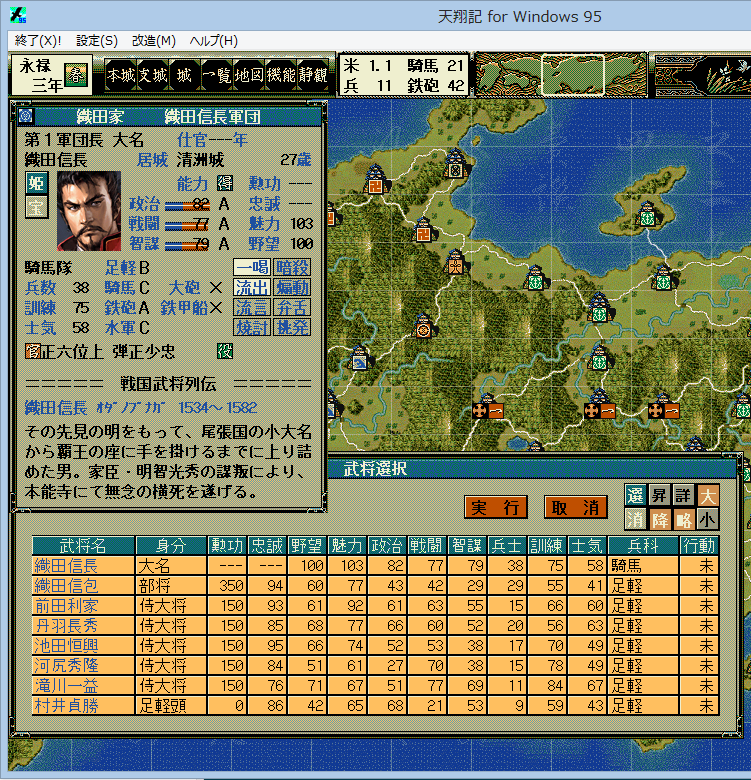 天翔記 for Windows 95
終了(X)! 設定(S) 改造(M) ヘルプ(H)
永禄三年 春 本城 支城 城 一覧 地図 機能 静観
米 1.1 騎馬 21
兵 11 鉄砲 42
織田家 織田信長軍団
第1軍団長 大名 仕官---年
織田信長 居城 清洲城 27歳
姫 能力 得 勲功 ---
宝 政治 82 A 忠誠 ---
戦闘 77 A 魅力 103
智謀 79 A 野望 100
騎馬隊 足軽B 一喝 暗殺
兵数 38 騎馬C 大砲 × 流出 煽動
訓練 75 鉄砲A 鉄甲船× 流言 弁舌
士気 58 水軍C 焼討 挑発
官 正六位上 弾正少忠 役
===== 戦国武将列伝 =====
織田信長 オダノブナガ 1534~1582
その先見の明をもって、尾張国の小大名
から覇王の座に手を掛けるまでに上り詰
めた男。家臣・明智光秀の謀叛により、
本能寺にて無念の横死を遂げる。
武将選択
実 行 取 消 選 昇 詳 大
消 降 略 小
武将名 身分 勲功 忠誠 野望 魅力 政治 戦闘 智謀 兵士 訓練 士気 兵科 行動
織田信長 大名 --- --- 100 103 82 77 79 38 75 58 騎馬 未
織田信包 部将 350 94 60 77 43 42 29 29 55 41 足軽 未
前田利家 侍大将 150 93 61 92 61 63 55 15 66 60 足軽 未
丹羽長秀 侍大将 150 85 68 77 66 60 52 20 56 63 足軽 未
池田恒興 侍大将 150 95 66 74 52 53 38 17 70 49 足軽 未
河尻秀隆 侍大将 150 84 51 61 27 70 38 15 78 49 足軽 未
滝川一益 侍大将 150 76 71 67 51 77 69 11 84 67 足軽 未
村井貞勝 足軽頭 0 86 42 65 68 21 53 9 59 43 足軽 未